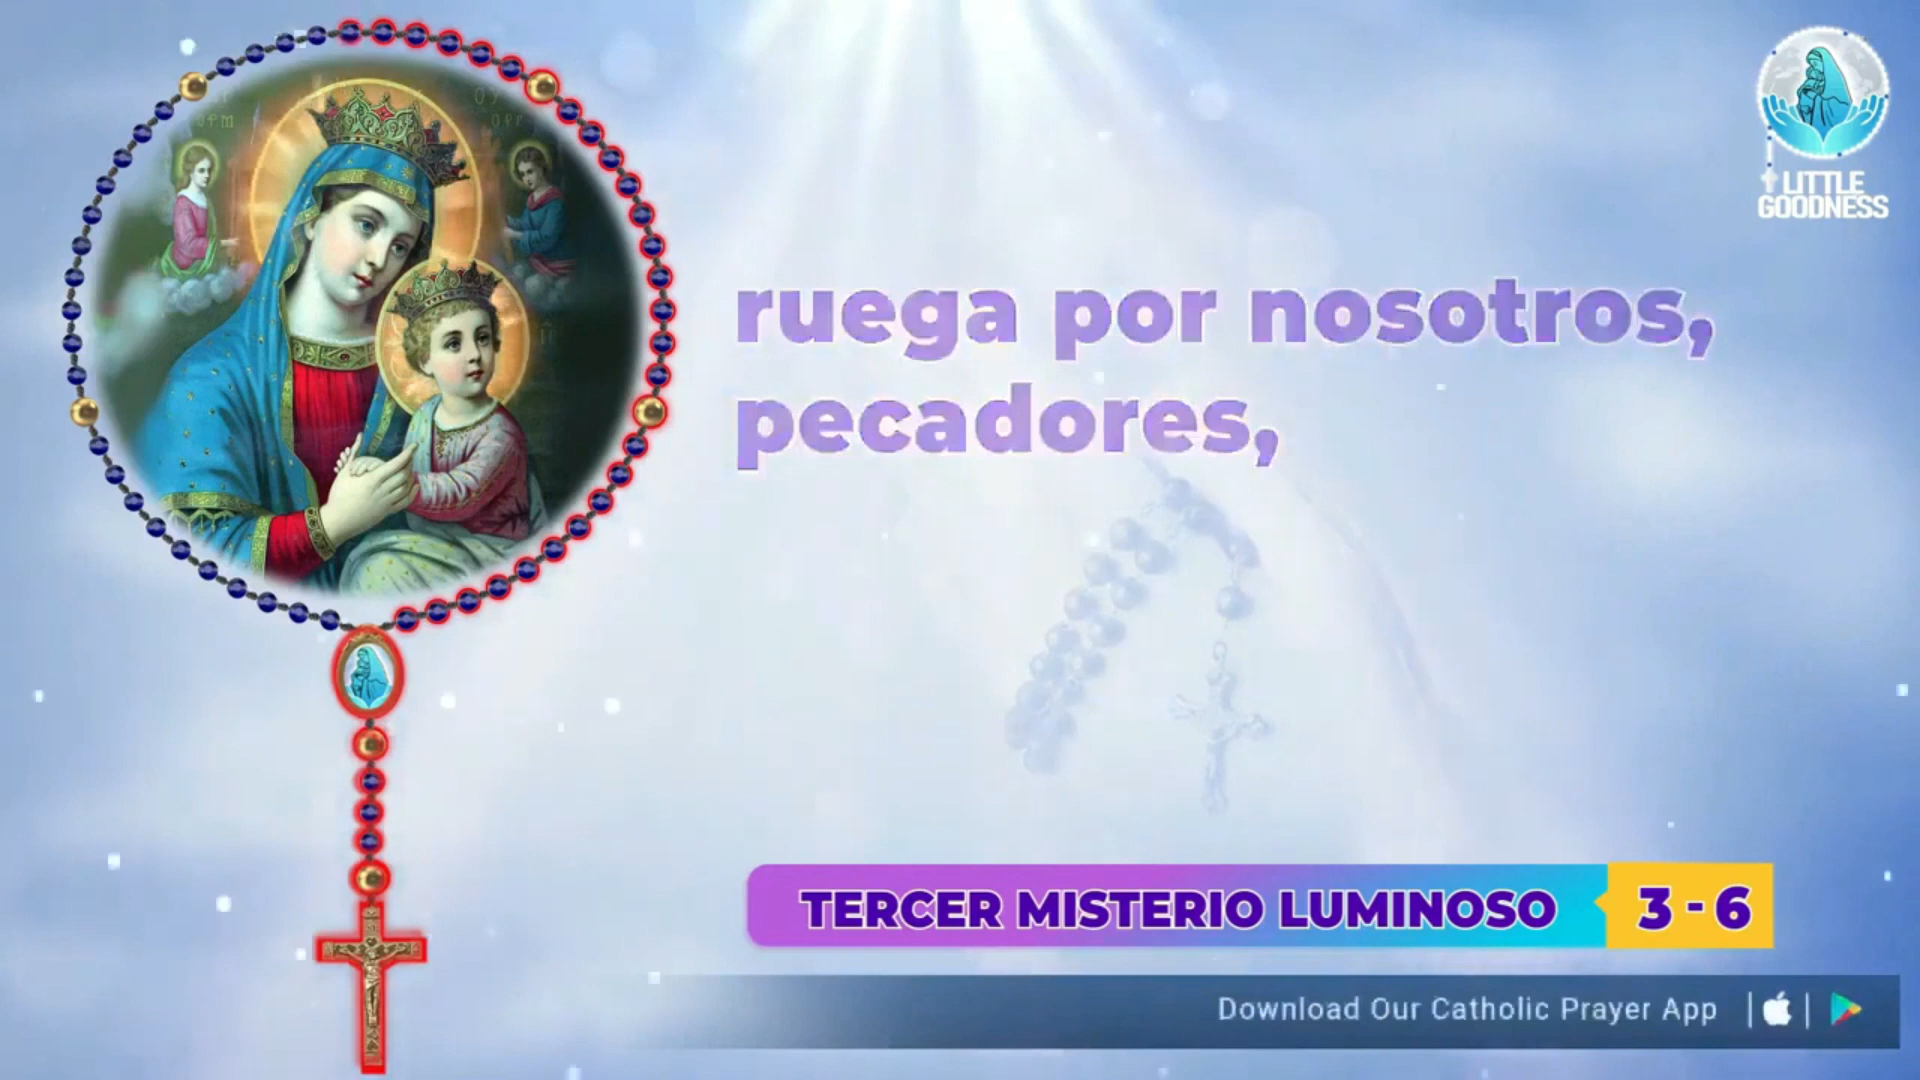 LITTLE
GOODNESS
ruega por nosotros,
pecadores,
TERCER MISTERIO LUMINOSO 3 - 6
Download Our Catholic Prayer App